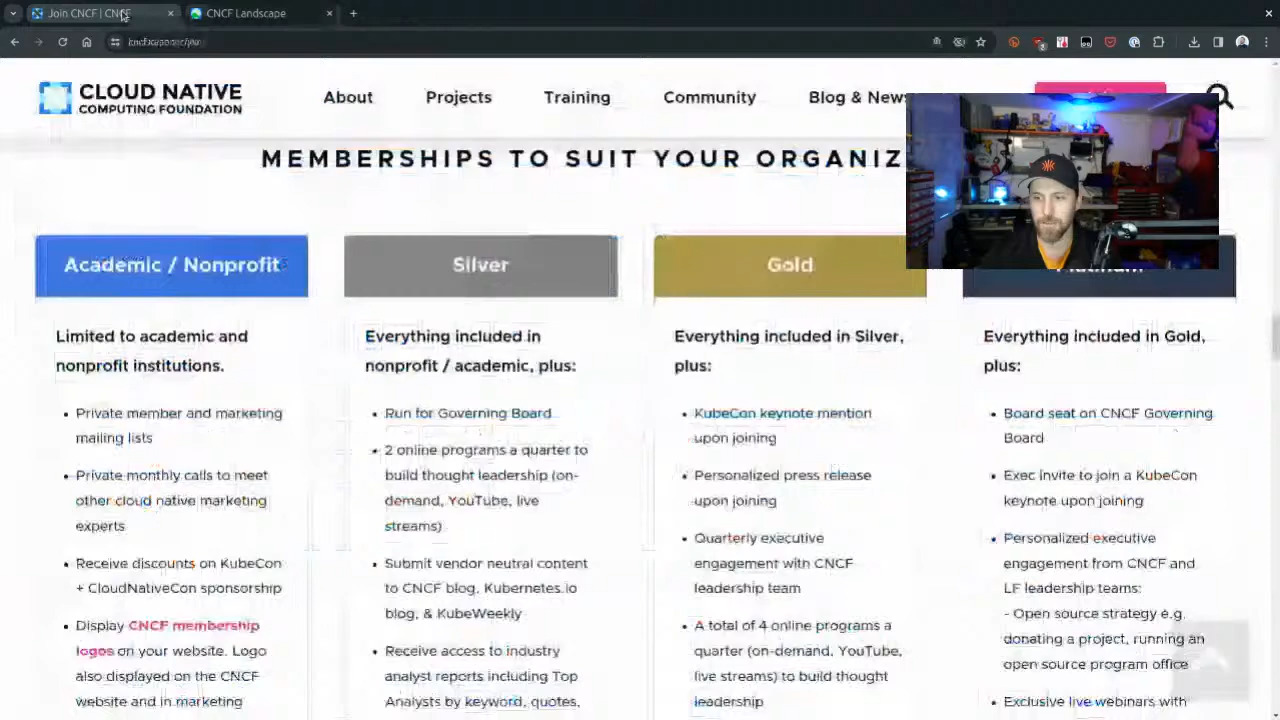 Join CNCF | CNCF
CNCF Landscape
CLOUD NATIVE
COMPUTING FOUNDATION
About
Projects
Training
Community
Blog & News
MEMBERSHIPS TO SUIT YOUR ORGANIZ
Academic / Nonprofit
Limited to academic and
nonprofit institutions.
• Private member and marketing
mailing lists
• Private monthly calls to meet
other cloud native marketing
experts
• Receive discounts on KubeCon
+ CloudNativeCon sponsorship
• Display CNCF membership
logos on your website. Logo
also displayed on the CNCF
website and in marketing
Silver
Everything included in
nonprofit / academic, plus:
• Run for Governing Board
• 2 online programs a quarter to
build thought leadership (on-
demand, YouTube, live
streams)
• Submit vendor neutral content
to CNCF blog, Kubernetes.io
blog, & KubeWeekly
• Receive access to industry
analyst reports including Top
Analysts by keyword, quotes,
Gold
Everything included in Silver,
plus:
• KubeCon keynote mention
upon joining
• Personalized press release
upon joining
• Quarterly executive
engagement with CNCF
leadership team
• A total of 4 online programs a
quarter (on-demand, YouTube,
live streams) to build thought
leadership
Platinum
Everything included in Gold,
plus:
• Board seat on CNCF Governing
Board
• Exec invite to join a KubeCon
keynote upon joining
• Personalized executive
engagement from CNCF and
LF leadership teams:
- Open source strategy e.g.
donating a project, running an
open source program office
• Exclusive live webinars with